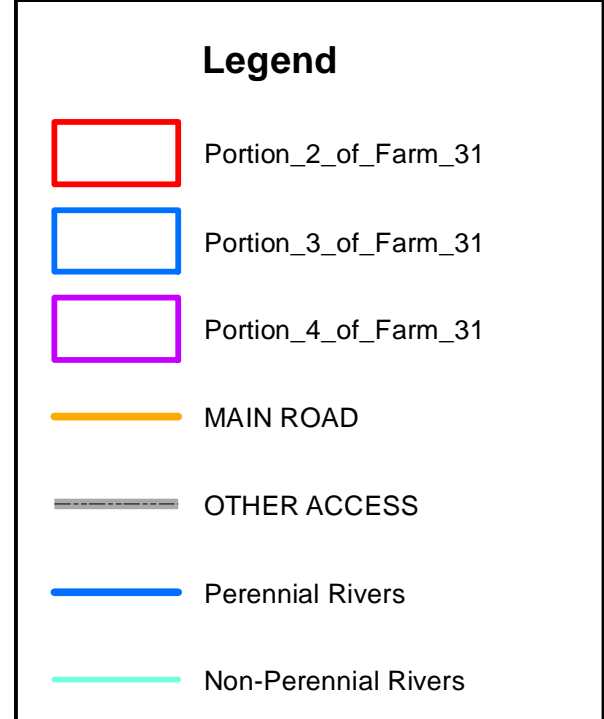 Legend
Portion_2_of_Farm_31
Portion_3_of_Farm_31
Portion_4_of_Farm_31
MAIN ROAD
OTHER ACCESS
Perennial Rivers
Non-Perennial Rivers